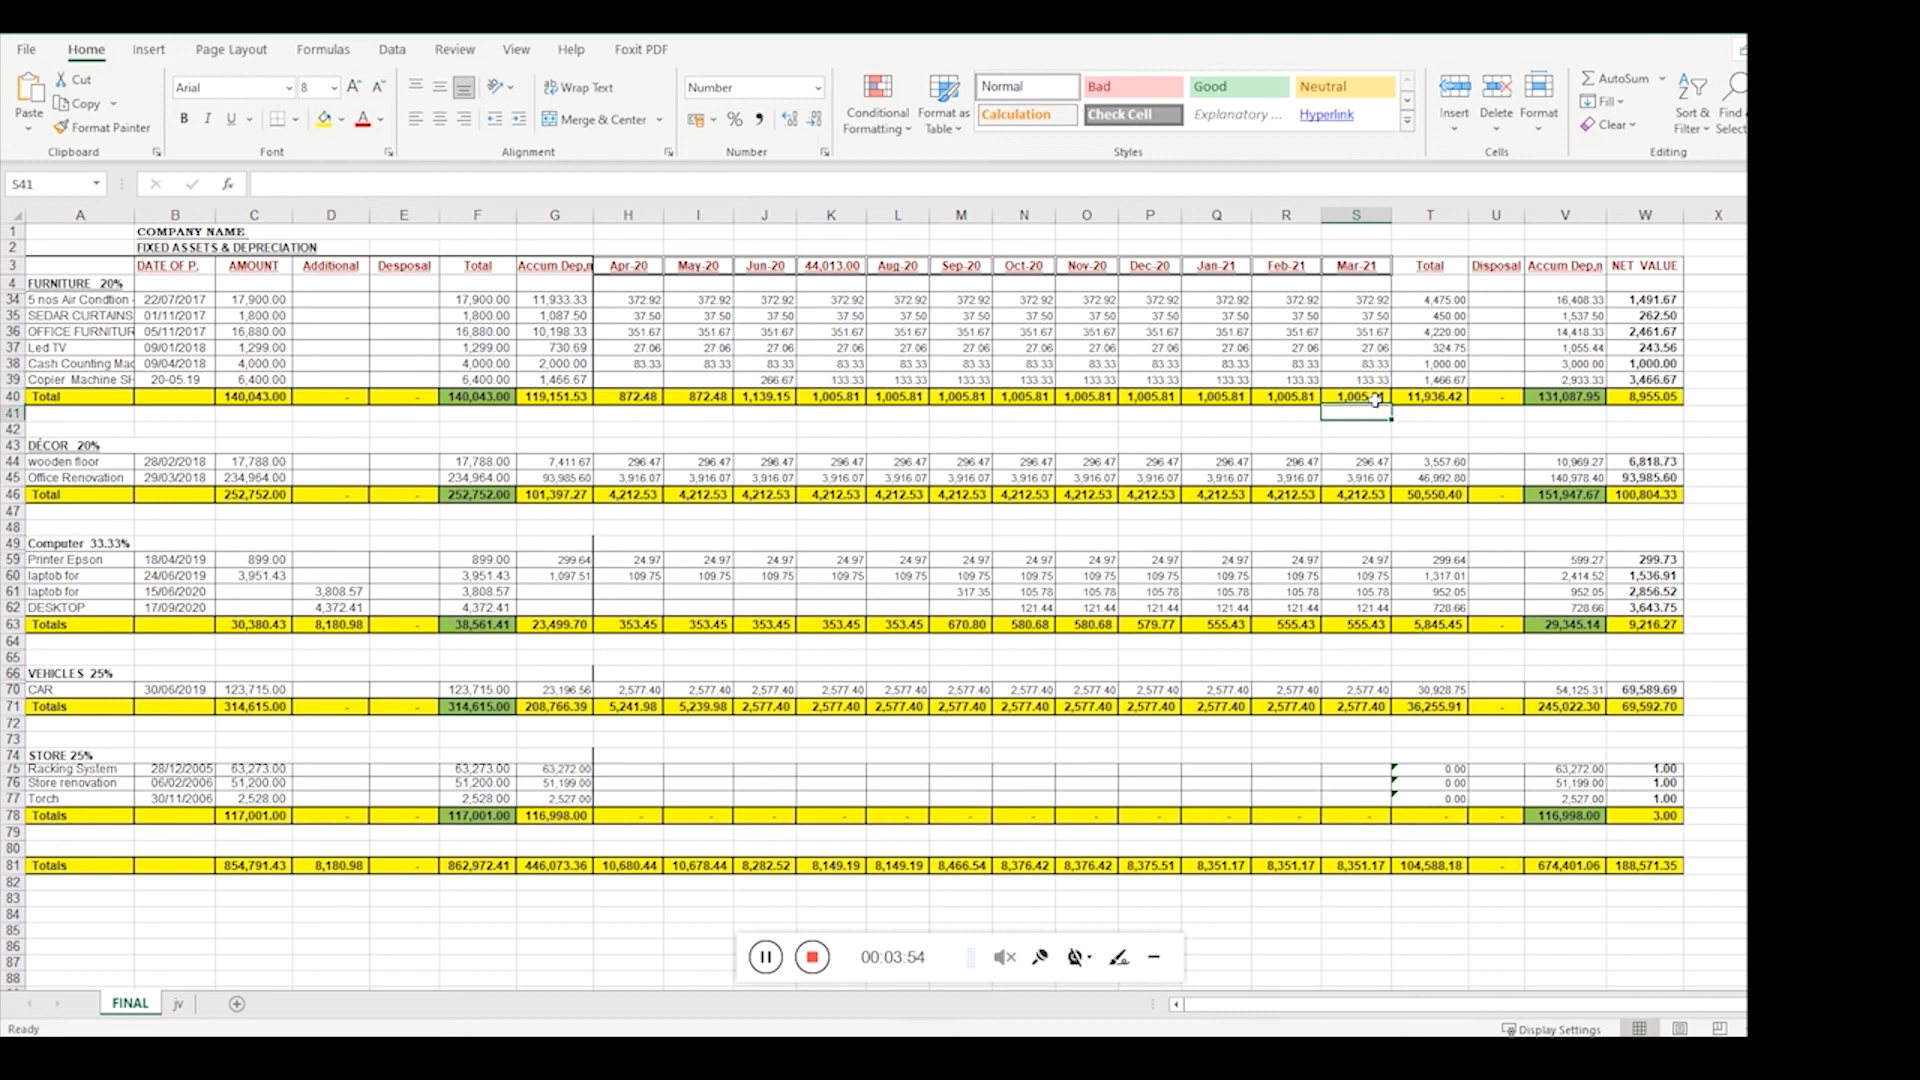 File Home Insert Page Layout Formulas Data Review View Help Foxit PDF
Paste Cut Copy Format Painter Clipboard
Arial 8 B I U Font
Wrap Text Merge & Center Alignment
Number % Number
Conditional Formatting Format as Table Normal Bad Good Neutral Calculation Check Cell Explanatory ... Hyperlink Styles
Insert Delete Format Cells
AutoSum Fill Clear Sort & Filter Find Select Editing
S41 fx
A B C D E F G H I J K L M N O P Q R S T U V W X
1 COMPANY NAME
2 FIXED ASSETS & DEPRECIATION
3 DATE OF P. AMOUNT Additional Desposal Total Accum Dep,n Apr-20 May-20 Jun-20 44,013.00 Aug-20 Sep-20 Oct-20 Nov-20 Dec-20 Jan-21 Feb-21 Mar-21 Total Disposal Accum Dep,n NET VALUE
4 FURNITURE 20%
34 5 nos Air Condtion - 22/07/2017 17,900.00 17,900.00 11,933.33 372.92 372.92 372.92 372.92 372.92 372.92 372.92 372.92 372.92 372.92 372.92 372.92 4,475.00 16,408.33 1,491.67
35 SEDAR CURTAINS 01/11/2017 1,800.00 1,800.00 1,087.50 37.50 37.50 37.50 37.50 37.50 37.50 37.50 37.50 37.50 37.50 37.50 37.50 450.00 1,537.50 262.50
36 OFFICE FURNITUR 05/11/2017 16,880.00 16,880.00 10,198.33 351.67 351.67 351.67 351.67 351.67 351.67 351.67 351.67 351.67 351.67 351.67 351.67 4,220.00 14,418.33 2,461.67
37 Led TV 09/01/2018 1,299.00 1,299.00 730.69 27.06 27.06 27.06 27.06 27.06 27.06 27.06 27.06 27.06 27.06 27.06 27.06 324.75 1,055.44 243.56
38 Cash Counting Mac 09/04/2018 4,000.00 4,000.00 2,000.00 83.33 83.33 83.33 83.33 83.33 83.33 83.33 83.33 83.33 83.33 83.33 83.33 1,000.00 3,000.00 1,000.00
39 Copier Machine SH 20-05.19 6,400.00 6,400.00 1,466.67 266.67 133.33 133.33 133.33 133.33 133.33 133.33 133.33 133.33 133.33 1,466.67 2,933.33 3,466.67
40 Total 140,043.00 - - 140,043.00 119,151.53 872.48 872.48 1,139.15 1,005.81 1,005.81 1,005.81 1,005.81 1,005.81 1,005.81 1,005.81 1,005.81 11,936.42 - 131,087.95 8,955.05
41
42
43 DÉCOR 20%
44 wooden floor 28/02/2018 17,788.00 17,788.00 7,411.67 296.47 296.47 296.47 296.47 296.47 296.47 296.47 296.47 296.47 296.47 296.47 296.47 3,557.60 10,969.27 6,818.73
45 Office Renovation 29/03/2018 234,964.00 234,964.00 93,985.60 3,916.07 3,916.07 3,916.07 3,916.07 3,916.07 3,916.07 3,916.07 3,916.07 3,916.07 3,916.07 3,916.07 3,916.07 46,992.80 140,978.40 93,985.60
46 Total 252,752.00 - - 252,752.00 101,397.27 4,212.53 4,212.53 4,212.53 4,212.53 4,212.53 4,212.53 4,212.53 4,212.53 4,212.53 4,212.53 4,212.53 4,212.53 50,550.40 - 151,947.67 100,804.33
47
48
49 Computer 33.33%
59 Printer Epson 18/04/2019 899.00 899.00 299.64 24.97 24.97 24.97 24.97 24.97 24.97 24.97 24.97 24.97 24.97 24.97 24.97 299.64 599.27 299.73
60 laptob for 24/06/2019 3,951.43 3,951.43 1,097.51 109.75 109.75 109.75 109.75 109.75 109.75 109.75 109.75 109.75 109.75 109.75 109.75 1,317.01 2,414.52 1,536.91
61 laptob for 15/06/2020 3,808.57 3,808.57 317.35 105.78 105.78 105.78 105.78 105.78 105.78 952.05 952.05 2,856.52
62 DESKTOP 17/09/2020 4,372.41 4,372.41 121.44 121.44 121.44 121.44 121.44 121.44 728.66 728.66 3,643.75
63 Totals 30,380.43 8,180.98 - 38,561.41 23,499.70 353.45 353.45 353.45 353.45 353.45 670.80 580.68 580.68 579.77 555.43 555.43 555.43 5,845.45 - 29,345.14 9,216.27
64
65
66 VEHICLES 25%
70 CAR 30/06/2019 123,715.00 123,715.00 23,196.56 2,577.40 2,577.40 2,577.40 2,577.40 2,577.40 2,577.40 2,577.40 2,577.40 2,577.40 2,577.40 2,577.40 2,577.40 30,928.75 54,125.31 69,589.69
71 Totals 314,615.00 - - 314,615.00 208,766.39 5,241.98 5,239.98 2,577.40 2,577.40 2,577.40 2,577.40 2,577.40 2,577.40 2,577.40 2,577.40 2,577.40 2,577.40 36,255.91 - 245,022.30 69,592.70
72
73
74 STORE 25%
75 Racking System 28/12/2005 63,273.00 63,273.00 63,272.00 0.00 63,272.00 1.00
76 Store renovation 06/02/2006 51,200.00 51,200.00 51,199.00 0.00 51,199.00 1.00
77 Torch 30/11/2006 2,528.00 2,528.00 2,527.00 0.00 2,527.00 1.00
78 Totals 117,001.00 - - 117,001.00 116,998.00 - - - - - - - - - - - - - - 116,998.00 3.00
79
80
81 Totals 854,791.43 8,180.98 - 862,972.41 446,073.36 10,680.44 10,678.44 8,282.52 8,149.19 8,149.19 8,466.54 8,376.42 8,376.42 8,375.51 8,351.17 8,351.17 8,351.17 104,588.18 - 674,401.06 188,571.35
82
83
84
85
86
87
88
00:03:54
FINAL jv
Ready Display Settings